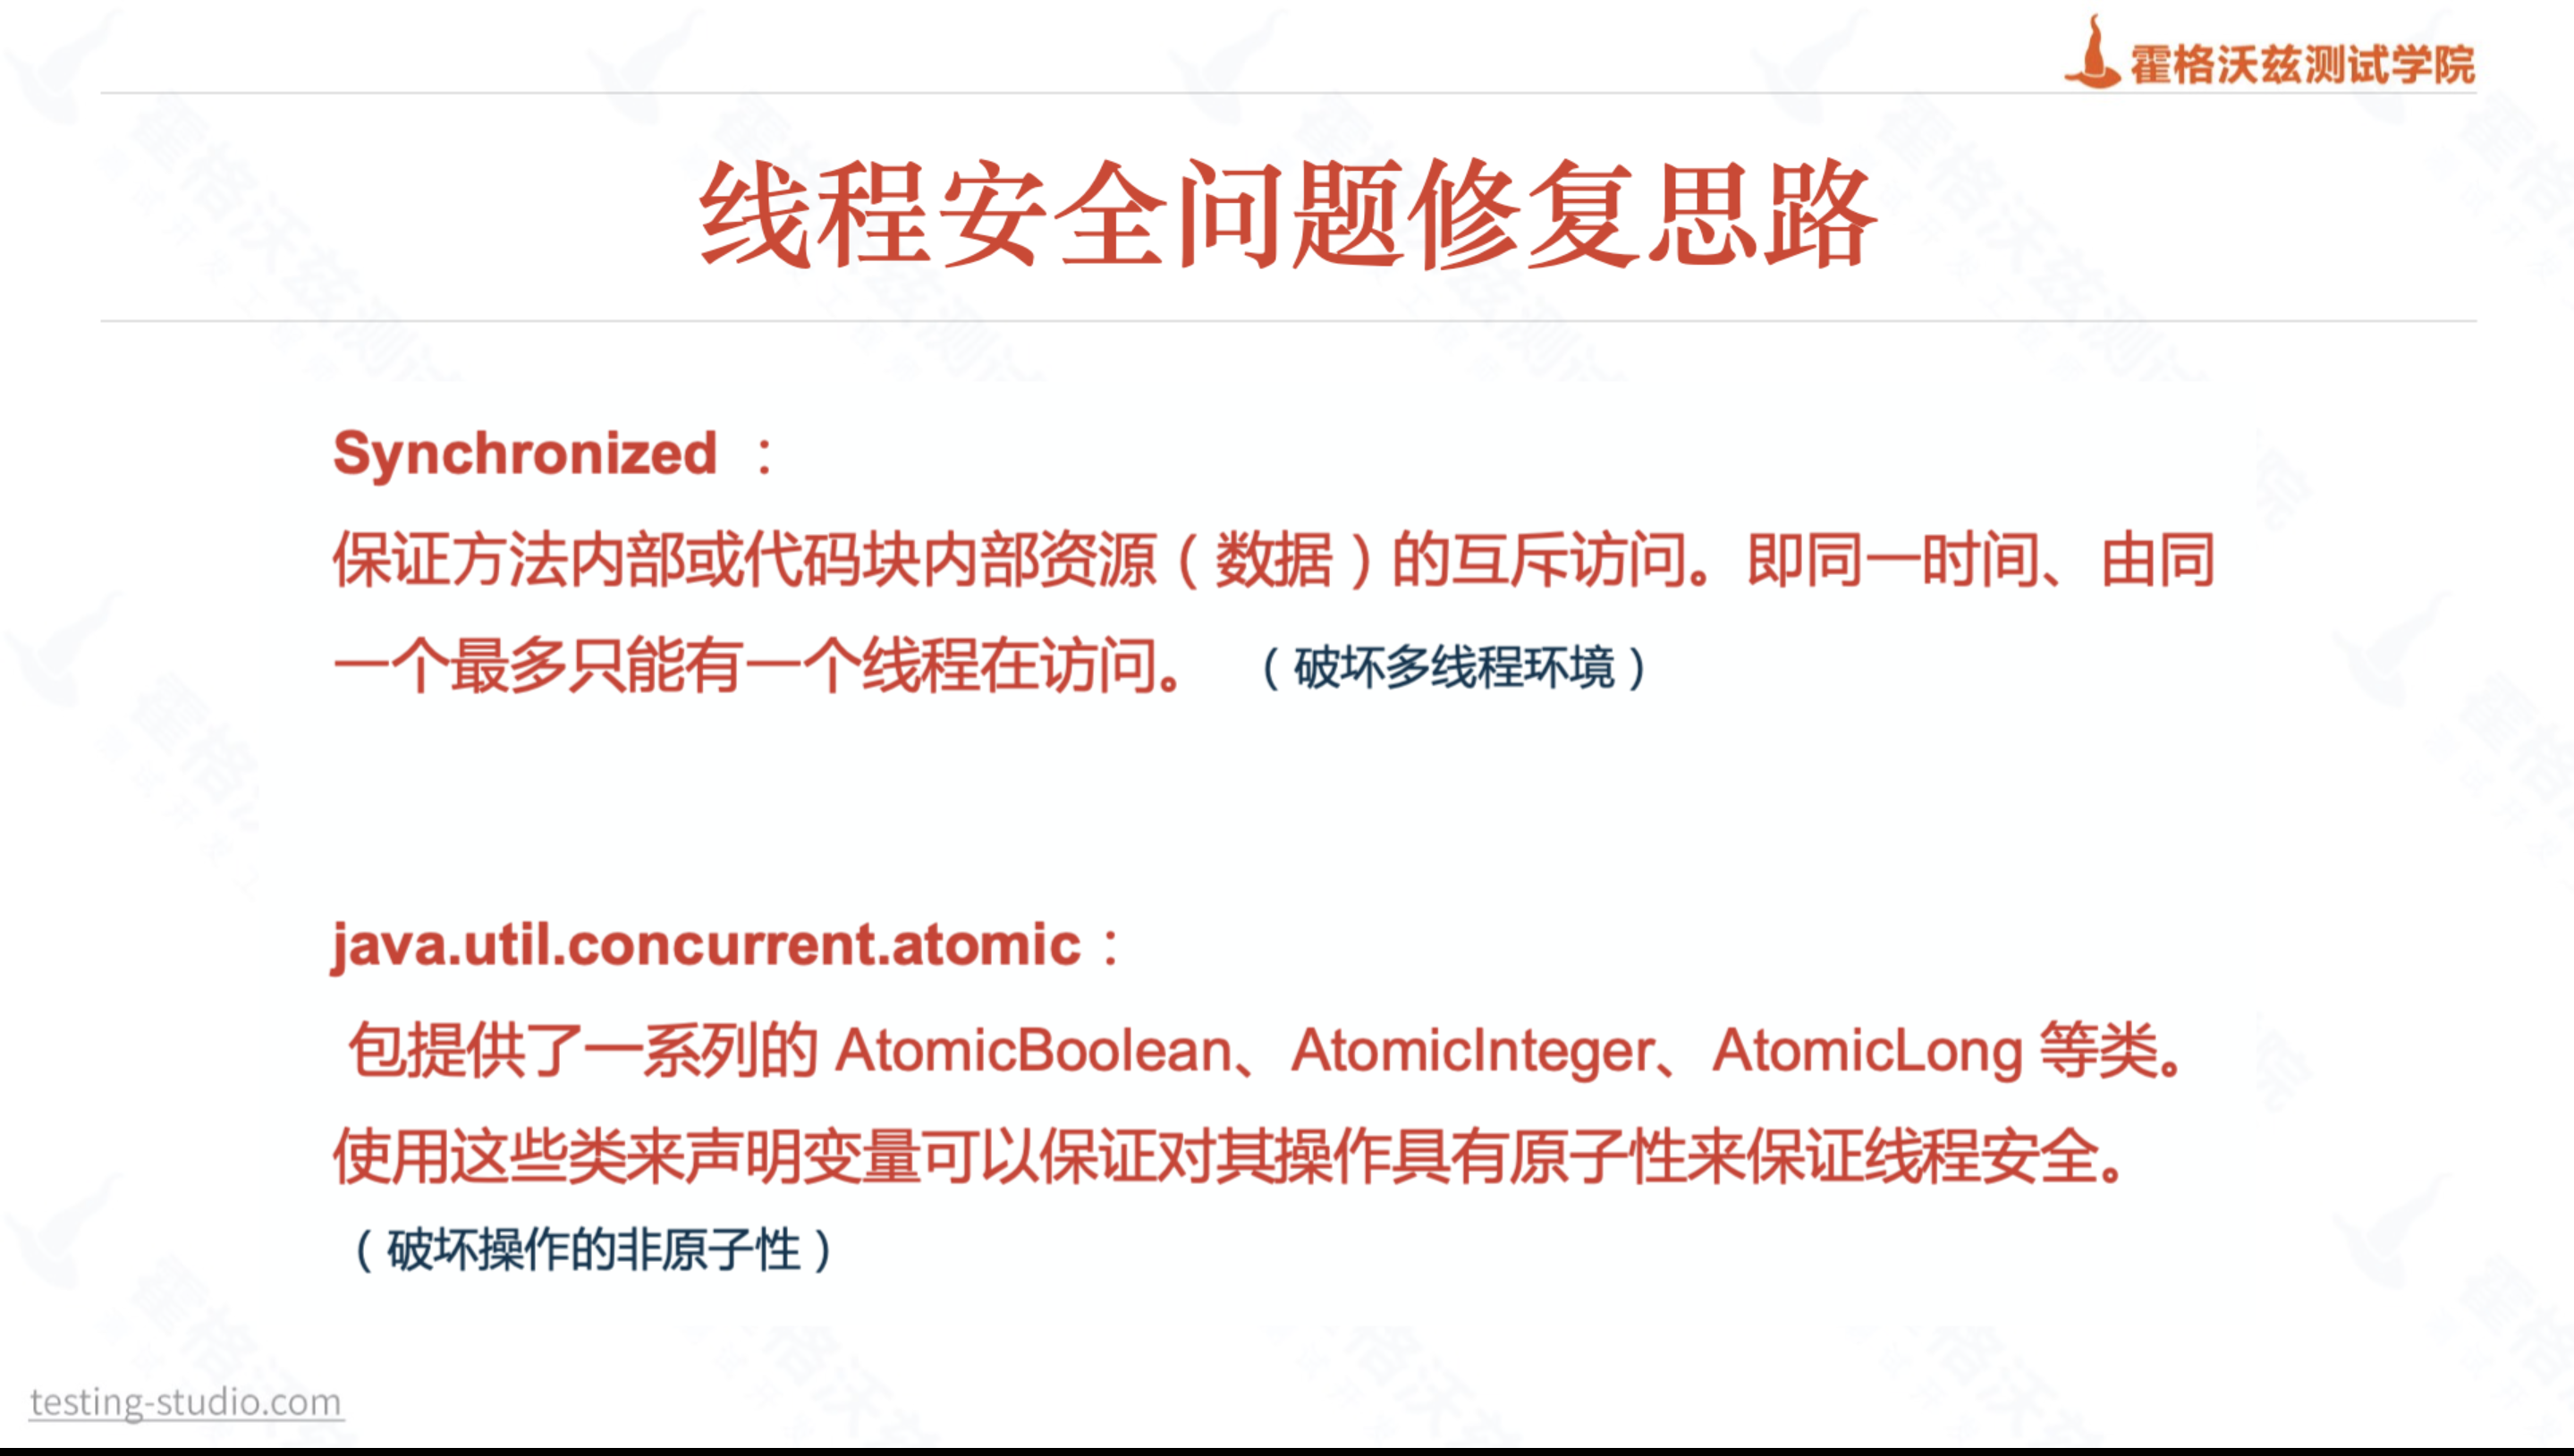 霍格沃兹测试学院
线程安全问题修复思路
Synchronized ：
保证方法内部或代码块内部资源（数据）的互斥访问。即同一时间、由同
一个最多只能有一个线程在访问。 （破坏多线程环境）
java.util.concurrent.atomic：
包提供了一系列的 AtomicBoolean、AtomicInteger、AtomicLong 等类。
使用这些类来声明变量可以保证对其操作具有原子性来保证线程安全。
（破坏操作的非原子性）
testing-studio.com